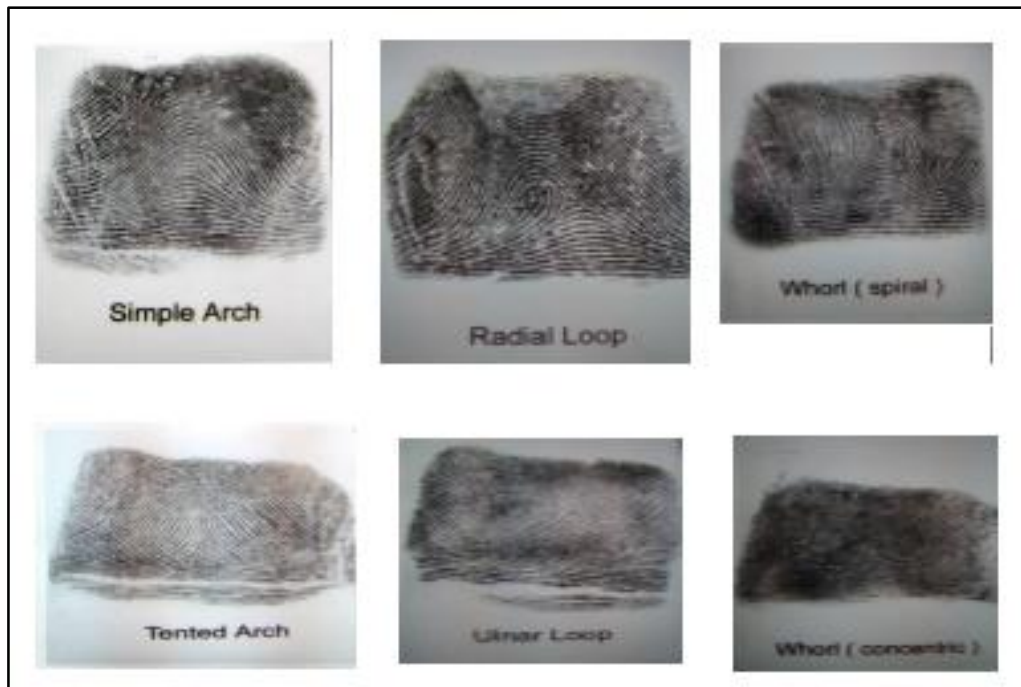 Simple Arch
Radial Loop
Whorl ( spiral )
Tented Arch
Ulnar Loop
Whorl ( concentric )